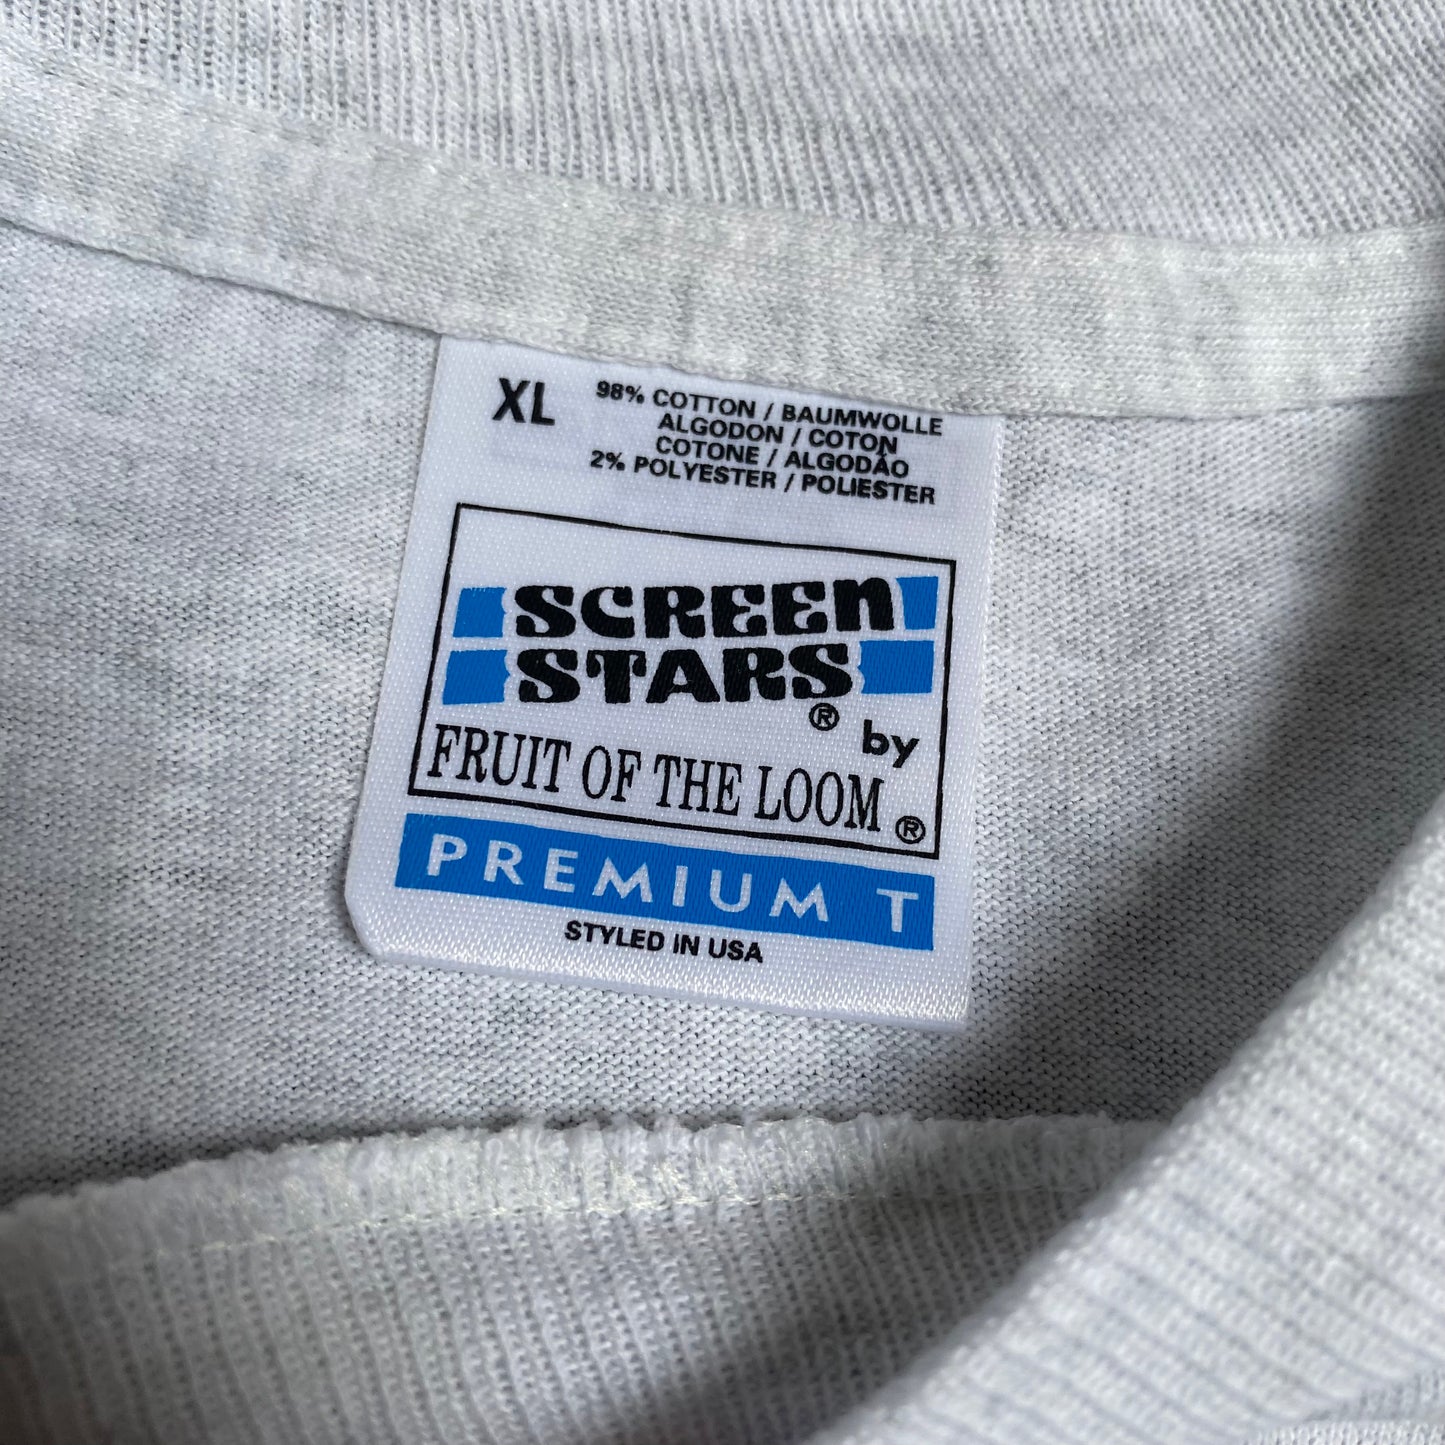 XL
98% COTTON / BAUMWOLLE
ALGODON / COTON
COTONE / ALGODÃO
2% POLYESTER / POLIESTER
SCREEN
STARS® by
FRUIT OF THE LOOM®
PREMIUM T
STYLED IN USA